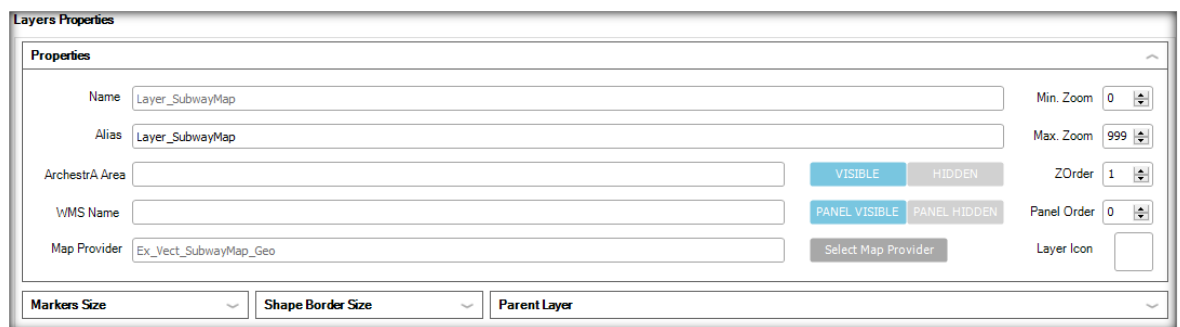 Layers Properties
Properties
Name Layer_SubwayMap Min. Zoom 0
Alias Layer_SubwayMap Max. Zoom 999
ArchestrA Area VISIBLE HIDDEN ZOrder 1
WMS Name PANEL VISIBLE PANEL HIDDEN Panel Order 0
Map Provider Ex_Vect_SubwayMap_Geo Select Map Provider Layer Icon
Markers Size Shape Border Size Parent Layer